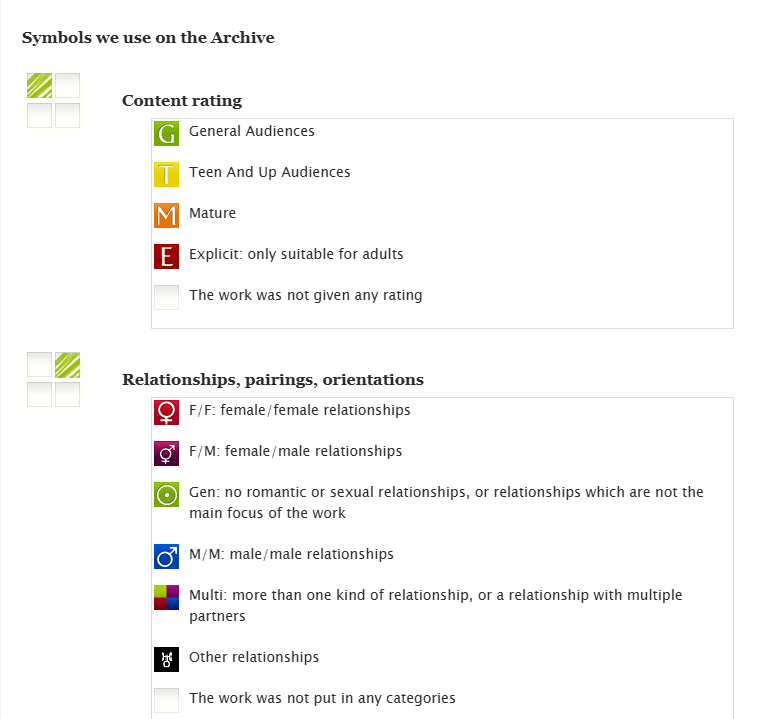 Symbols we use on the Archive
Content rating
G General Audiences
T Teen And Up Audiences
M Mature
E Explicit: only suitable for adults
The work was not given any rating
Relationships, pairings, orientations
F/F: female/female relationships
F/M: female/male relationships
Gen: no romantic or sexual relationships, or relationships which are not the
main focus of the work
M/M: male/male relationships
Multi: more than one kind of relationship, or a relationship with multiple
partners
Other relationships
The work was not put in any categories